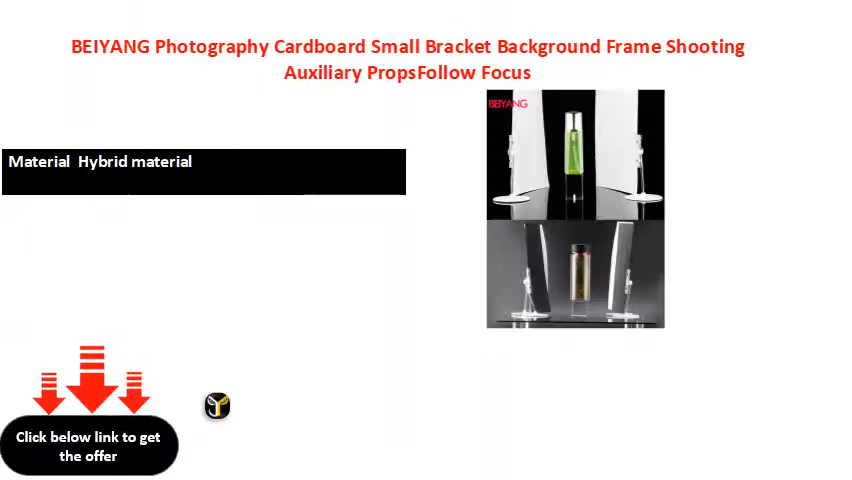 BEIYANG Photography Cardboard Small Bracket Background Frame Shooting
Auxiliary PropsFollow Focus
BEIYANG
Material  Hybrid material
Click below link to get
the offer